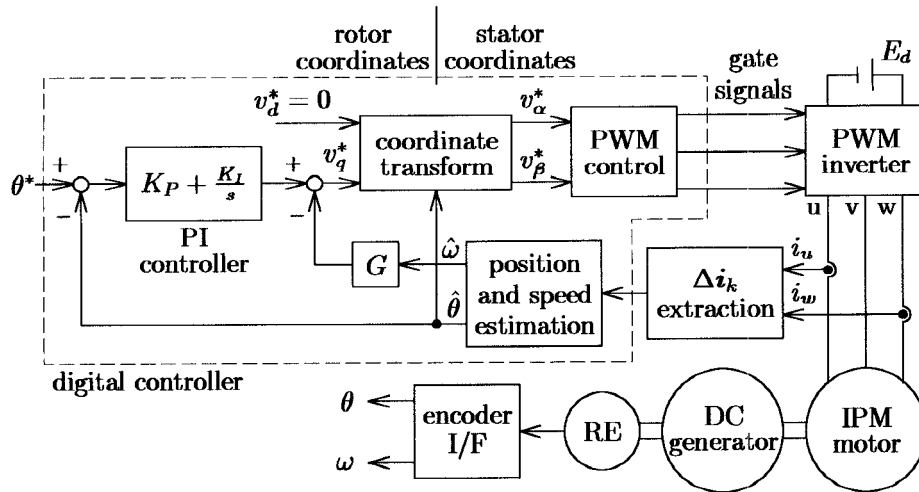 rotor
coordinates
stator
coordinates
gate
signals
E_d
v_d^* = 0
v_α^*
coordinate
transform
PWM
control
PWM
inverter
θ*
+
−
K_P + K_I/s
PI
controller
+
−
v_q^*
v_β^*
u v w
G
ω̂
θ̂
position
and speed
estimation
Δi_k
extraction
i_u
i_w
digital controller
θ
ω
encoder
I/F
RE
DC
generator
IPM
motor